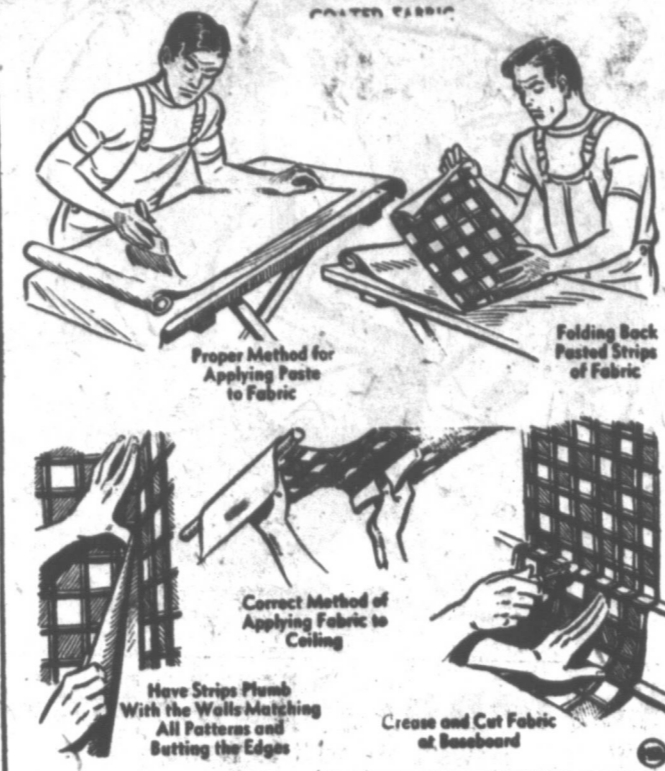 COATED FABRIC
Proper Method for
Applying Paste
to Fabric
Folding Back
Pasted Strips
of Fabric
Correct Method of
Applying Fabric to
Ceiling
Have Strips Plumb
With the Walls Matching
All Patterns and
Butting the Edges
Crease and Cut Fabric
at Baseboard